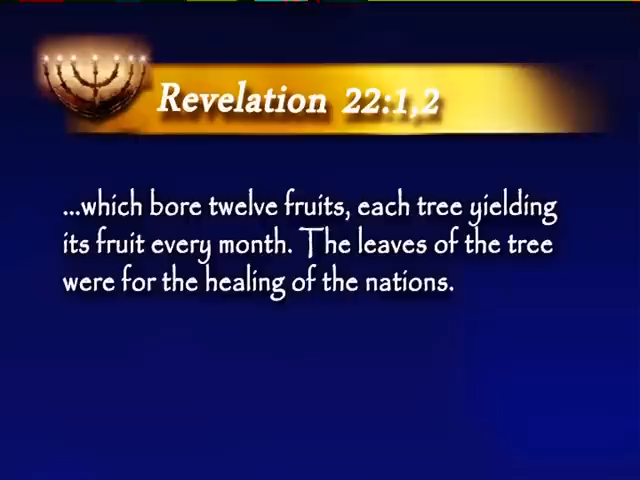 Revelation 22:1,2
...which bore twelve fruits, each tree yielding
its fruit every month. The leaves of the tree
were for the healing of the nations.